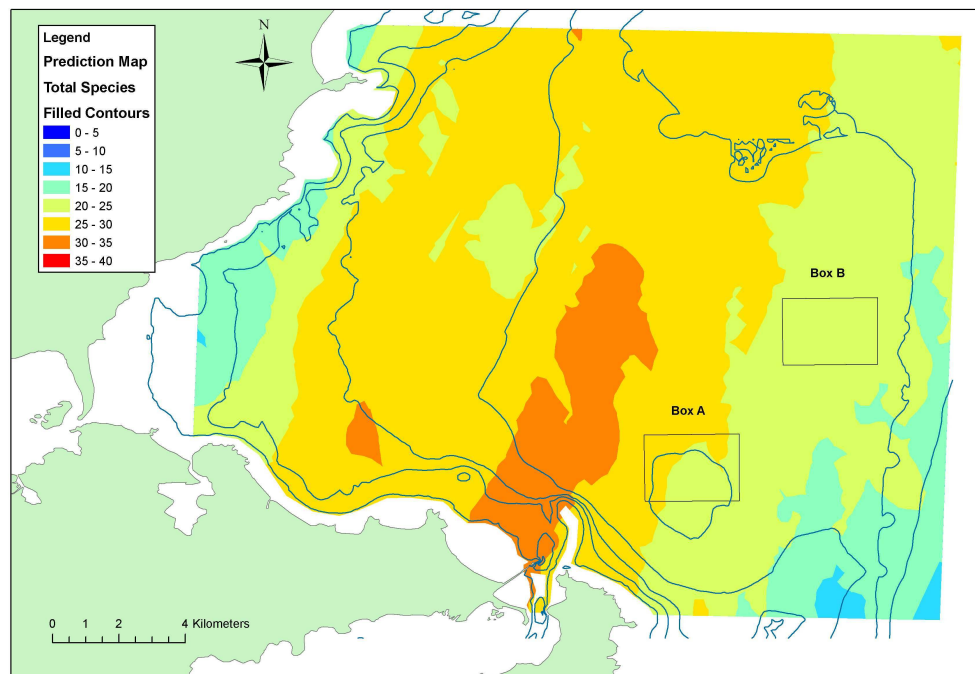 Legend
Prediction Map
Total Species
Filled Contours
0 - 5
5 - 10
10 - 15
15 - 20
20 - 25
25 - 30
30 - 35
35 - 40
N
Box B
Box A
0 1 2 4 Kilometers